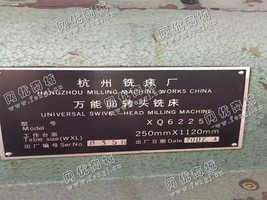 杭州铣床厂
HANGZHOU MILLING MACHINE WORKS CHINA
万能回转头铣床
UNIVERSAL SWIVEL-HEAD MILLING MACHINE
型号 Model XQ6225
工作台面 Table size(WXL) 250mmX1120mm
出厂编号 Ser.No. 出厂日期 Date 2002.4